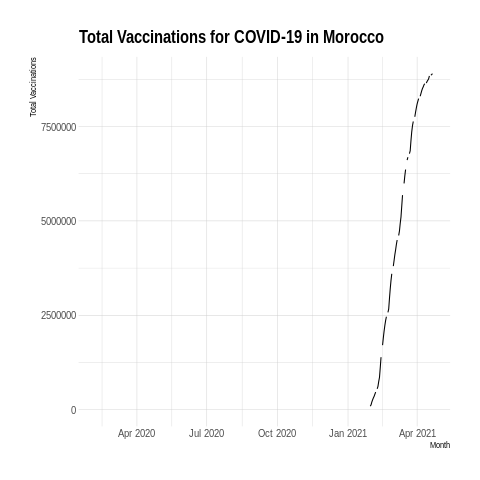 Total Vaccinations for COVID-19 in Morocco
Total Vaccinations
7500000
5000000
2500000
0
Apr 2020 Jul 2020 Oct 2020 Jan 2021 Apr 2021
Month